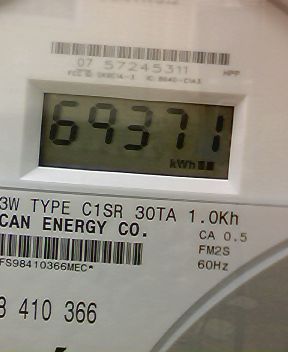 07 57245311
69371
kWh
3W TYPE C1SR 30TA 1.0Kh
CAN ENERGY CO.
CA 0.5
FM2S
FS98410366MEC*
60Hz
8 410 366